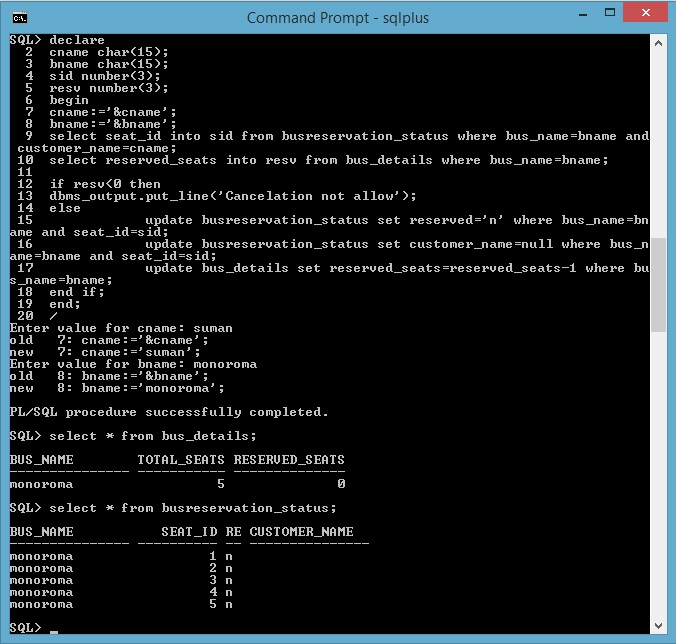 Command Prompt - sqlplus
SQL> declare
  2  cname char(15);
  3  bname char(15);
  4  sid number(3);
  5  resv number(3);
  6  begin
  7  cname:='&cname';
  8  bname:='&bname';
  9  select seat_id into sid from busreservation_status where bus_name=bname and
 customer_name=cname;
 10  select reserved_seats into resv from bus_details where bus_name=bname;
 11
 12  if resv<0 then
 13  dbms_output.put_line('Cancelation not allow');
 14  else
 15              update busreservation_status set reserved='n' where bus_name=bn
ame and seat_id=sid;
 16              update busreservation_status set customer_name=null where bus_n
ame=bname and seat_id=sid;
 17              update bus_details set reserved_seats=reserved_seats-1 where bu
s_name=bname;
 18  end if;
 19  end;
 20  /
Enter value for cname: suman
old   7: cname:='&cname';
new   7: cname:='suman';
Enter value for bname: monoroma
old   8: bname:='&bname';
new   8: bname:='monoroma';
PL/SQL procedure successfully completed.
SQL> select * from bus_details;
BUS_NAME        TOTAL_SEATS RESERVED_SEATS
--------------- ----------- --------------
monoroma                  5              0
SQL> select * from busreservation_status;
BUS_NAME           SEAT_ID RE CUSTOMER_NAME
--------------- ---------- -- ---------------
monoroma                 1 n
monoroma                 2 n
monoroma                 3 n
monoroma                 4 n
monoroma                 5 n
SQL> _